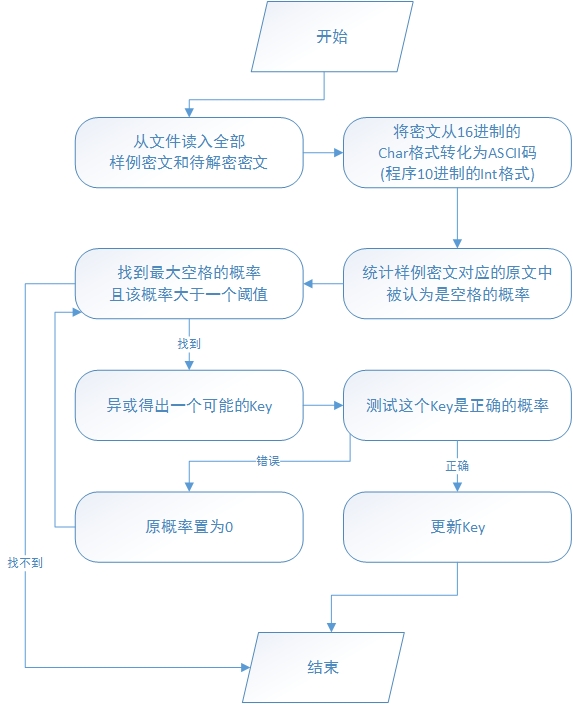 开始
从文件读入全部
样例密文和待解密密文
将密文从16进制的
Char格式转化为ASCII码
(程序10进制的Int格式)
找到最大空格的概率
且该概率大于一个阈值
统计样例密文对应的原文中
被认为是空格的概率
找到
异或得出一个可能的Key
测试这个Key是正确的概率
错误
正确
原概率置为0
更新Key
找不到
结束